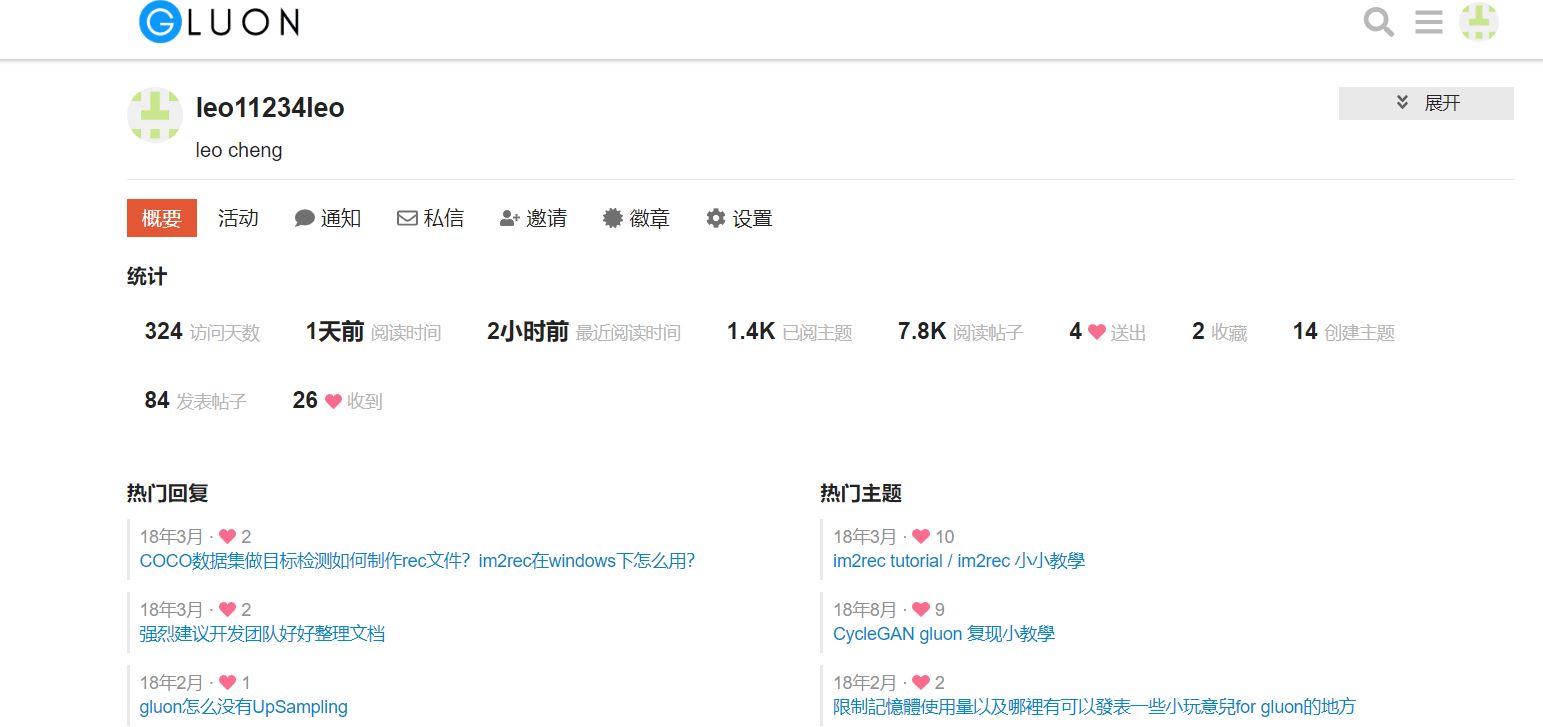 GLUON
leo11234leo
展开
leo cheng
概要 活动 通知 私信 邀请 徽章 设置
统计
324 访问天数 1天前 阅读时间 2小时前 最近阅读时间 1.4K 已阅主题 7.8K 阅读帖子 4 ❤ 送出 2 收藏 14 创建主题
84 发表帖子 26 ❤ 收到
热门回复
18年3月 · ❤ 2
COCO数据集做目标检测如何制作rec文件？im2rec在windows下怎么用？
18年3月 · ❤ 2
强烈建议开发团队好好整理文档
18年2月 · ❤ 1
gluon怎么没有UpSampling
热门主题
18年3月 · ❤ 10
im2rec tutorial / im2rec 小小教學
18年8月 · ❤ 9
CycleGAN gluon 复现小教學
18年2月 · ❤ 2
限制記憶體使用量以及哪裡有可以發表一些小玩意兒for gluon的地方